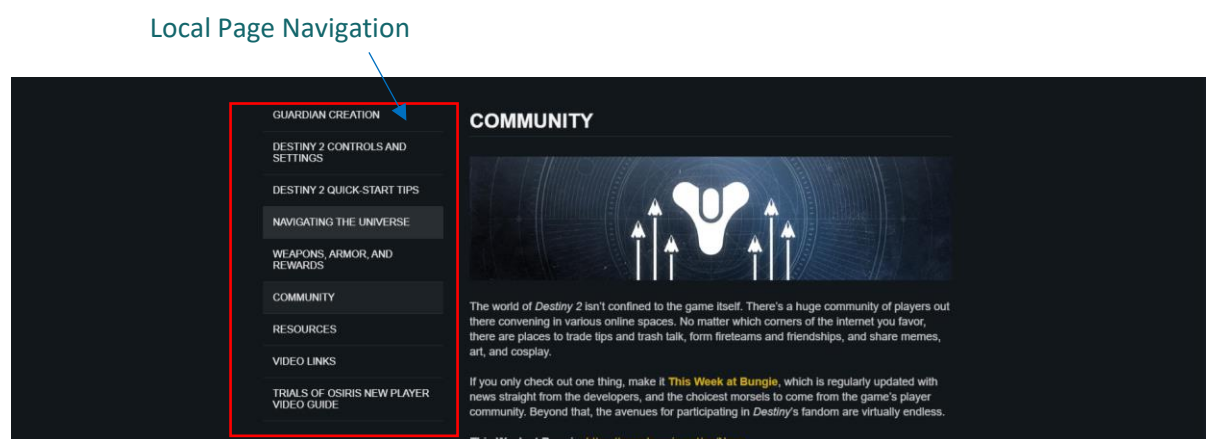 Local Page Navigation
GUARDIAN CREATION
DESTINY 2 CONTROLS AND
SETTINGS
DESTINY 2 QUICK-START TIPS
NAVIGATING THE UNIVERSE
WEAPONS, ARMOR, AND
REWARDS
COMMUNITY
RESOURCES
VIDEO LINKS
TRIALS OF OSIRIS NEW PLAYER
VIDEO GUIDE
COMMUNITY
The world of Destiny 2 isn't confined to the game itself. There's a huge community of players out
there convening in various online spaces. No matter which corners of the internet you favor,
there are places to trade tips and trash talk, form fireteams and friendships, and share memes,
art, and cosplay.
If you only check out one thing, make it This Week at Bungie, which is regularly updated with
news straight from the developers, and the choicest morsels to come from the game's player
community. Beyond that, the avenues for participating in Destiny's fandom are virtually endless.